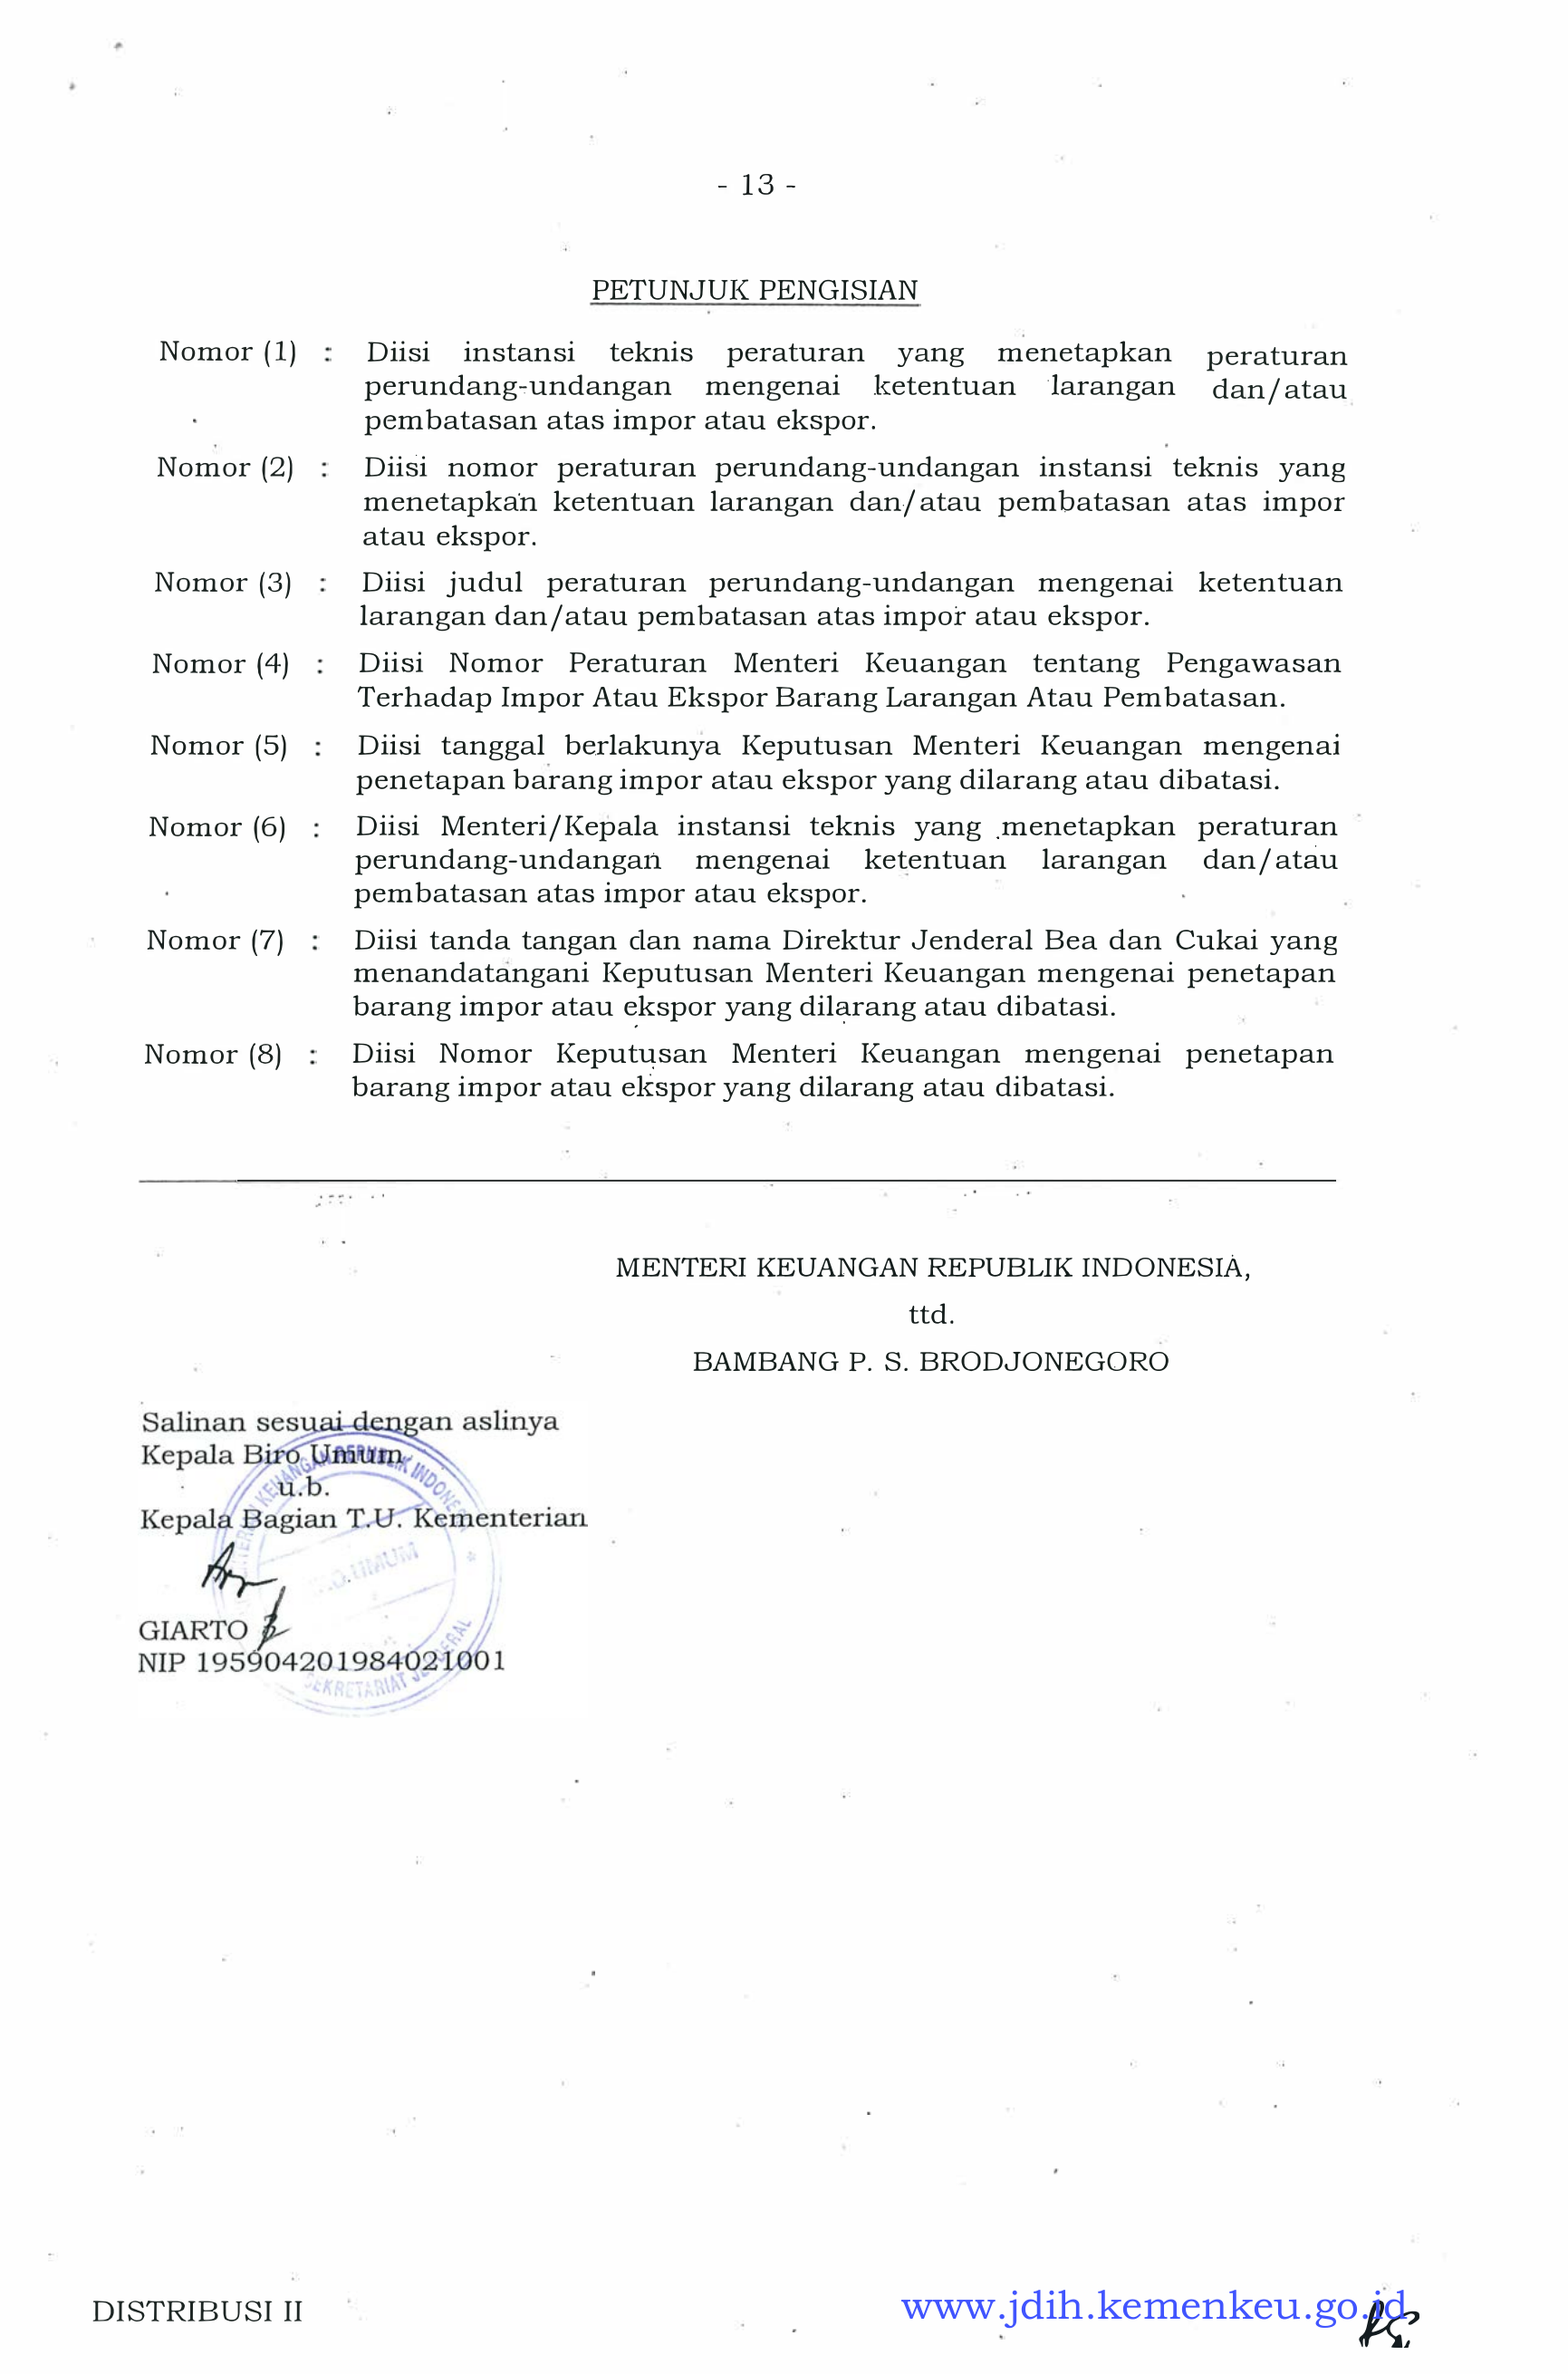 - 13 -
PETUNJUK PENGISIAN
Nomor (1) : Diisi instansi teknis peraturan yang menetapkan peraturan
perundang-undangan mengenai ketentuan larangan dan/atau
pembatasan atas impor atau ekspor.
Nomor (2) : Diisi nomor peraturan perundang-undangan instansi teknis yang
menetapkan ketentuan larangan dan/atau pembatasan atas impor
atau ekspor.
Nomor (3) : Diisi judul peraturan perundang-undangan mengenai ketentuan
larangan dan/atau pembatasan atas impor atau ekspor.
Nomor (4) : Diisi Nomor Peraturan Menteri Keuangan tentang Pengawasan
Terhadap Impor Atau Ekspor Barang Larangan Atau Pembatasan.
Nomor (5) : Diisi tanggal berlakunya Keputusan Menteri Keuangan mengenai
penetapan barang impor atau ekspor yang dilarang atau dibatasi.
Nomor (6) : Diisi Menteri/Kepala instansi teknis yang menetapkan peraturan
perundang-undangan mengenai ketentuan larangan dan/atau
pembatasan atas impor atau ekspor.
Nomor (7) : Diisi tanda tangan dan nama Direktur Jenderal Bea dan Cukai yang
menandatangani Keputusan Menteri Keuangan mengenai penetapan
barang impor atau ekspor yang dilarang atau dibatasi.
Nomor (8) : Diisi Nomor Keputusan Menteri Keuangan mengenai penetapan
barang impor atau ekspor yang dilarang atau dibatasi.
MENTERI KEUANGAN REPUBLIK INDONESIA,
ttd.
BAMBANG P. S. BRODJONEGORO
Salinan sesuai dengan aslinya
Kepala Biro Umum
u.b.
Kepala Bagian T.U. Kementerian
KEUANGAN REPUBLIK INDONESIA
UMUM
SEKRETARIAT JENDERAL
GIARTO
NIP 195904201984021001
DISTRIBUSI II
www.jdih.kemenkeu.go.id